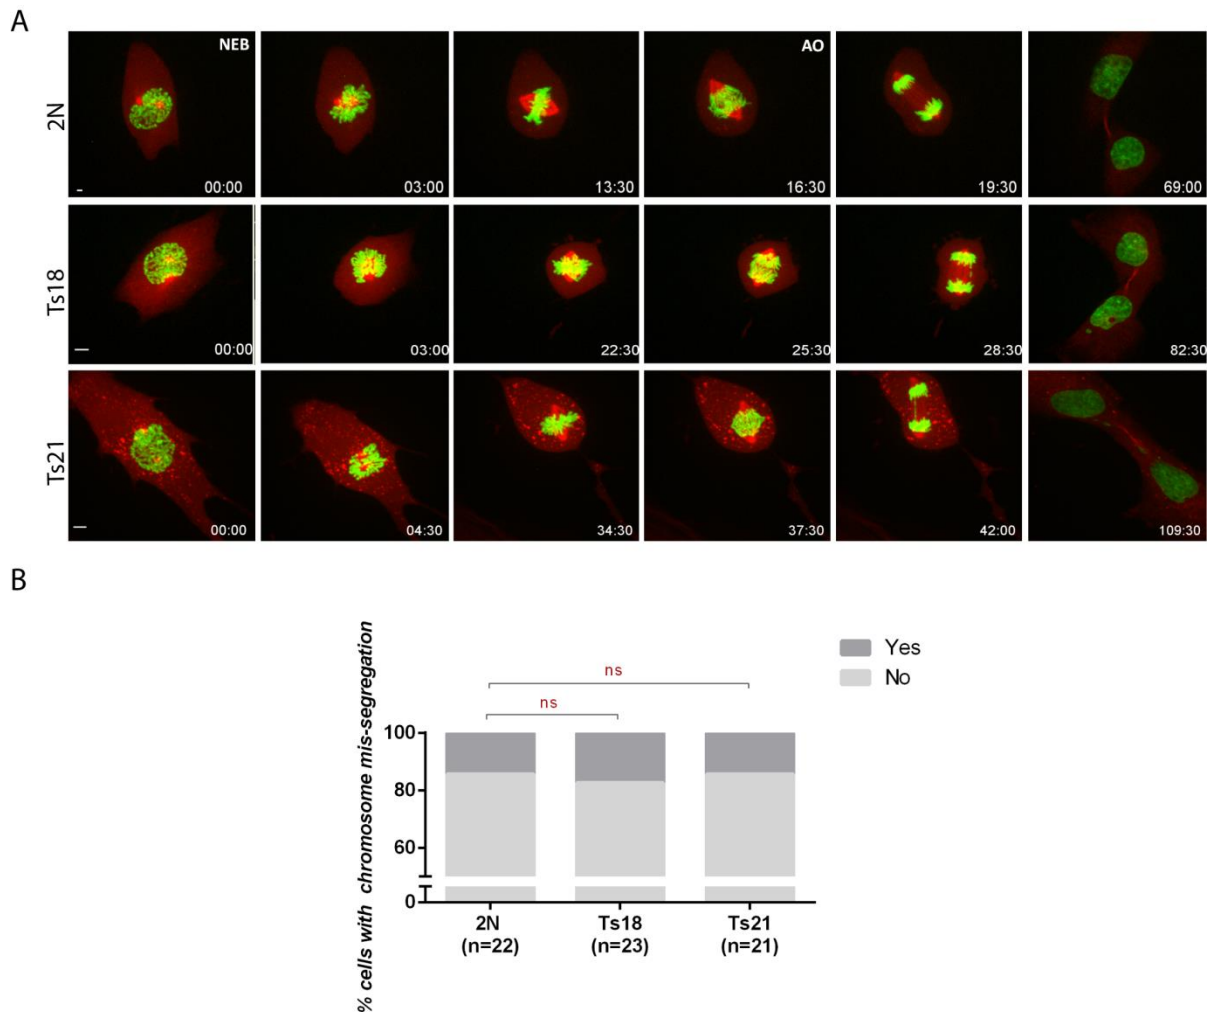 A
2N
NEB
00:00
03:00
13:30
AO
16:30
19:30
69:00
Ts18
00:00
03:00
22:30
25:30
28:30
82:30
Ts21
00:00
04:30
34:30
37:30
42:00
109:30
B
% cells with chromosome mis-segregation
Yes
No
ns
ns
100
80
60
0
2N
(n=22)
Ts18
(n=23)
Ts21
(n=21)